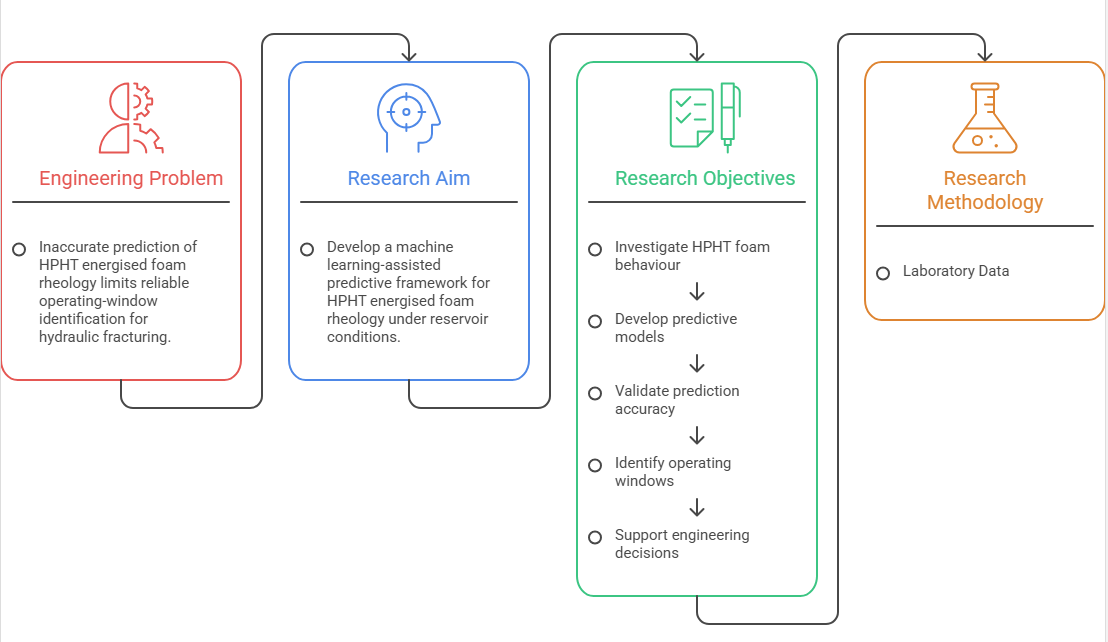 Engineering Problem
Inaccurate prediction of
HPHT energised foam
rheology limits reliable
operating-window
identification for
hydraulic fracturing.
Research Aim
Develop a machine
learning-assisted
predictive framework for
HPHT energised foam
rheology under reservoir
conditions.
Research Objectives
Investigate HPHT foam
behaviour
Develop predictive
models
Validate prediction
accuracy
Identify operating
windows
Support engineering
decisions
Research
Methodology
Laboratory Data